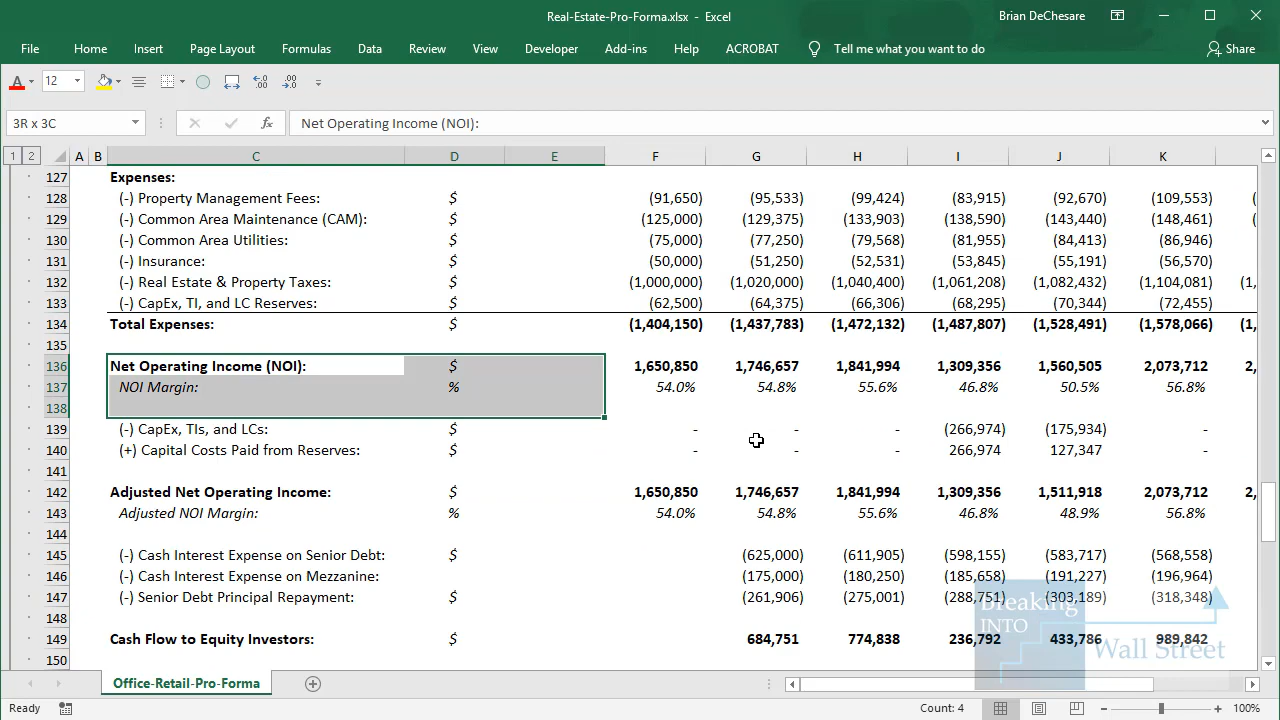 Real-Estate-Pro-Forma.xlsx - Excel Brian DeChesare
File Home Insert Page Layout Formulas Data Review View Developer Add-ins Help ACROBAT Tell me what you want to do Share
A 12
3R x 3C fx Net Operating Income (NOI):
1 2 A B C D E F G H I J K
127 Expenses:
128 (-) Property Management Fees: $ (91,650) (95,533) (99,424) (83,915) (92,670) (109,553) (
129 (-) Common Area Maintenance (CAM): $ (125,000) (129,375) (133,903) (138,590) (143,440) (148,461) (
130 (-) Common Area Utilities: $ (75,000) (77,250) (79,568) (81,955) (84,413) (86,946)
131 (-) Insurance: $ (50,000) (51,250) (52,531) (53,845) (55,191) (56,570)
132 (-) Real Estate & Property Taxes: $ (1,000,000) (1,020,000) (1,040,400) (1,061,208) (1,082,432) (1,104,081) (1,
133 (-) CapEx, TI, and LC Reserves: $ (62,500) (64,375) (66,306) (68,295) (70,344) (72,455)
134 Total Expenses: $ (1,404,150) (1,437,783) (1,472,132) (1,487,807) (1,528,491) (1,578,066) (1,
135
136 Net Operating Income (NOI): $ 1,650,850 1,746,657 1,841,994 1,309,356 1,560,505 2,073,712 2,
137 NOI Margin: % 54.0% 54.8% 55.6% 46.8% 50.5% 56.8%
138
139 (-) CapEx, TIs, and LCs: $ - - - (266,974) (175,934) -
140 (+) Capital Costs Paid from Reserves: $ - - - 266,974 127,347 -
141
142 Adjusted Net Operating Income: $ 1,650,850 1,746,657 1,841,994 1,309,356 1,511,918 2,073,712 2,
143 Adjusted NOI Margin: % 54.0% 54.8% 55.6% 46.8% 48.9% 56.8%
144
145 (-) Cash Interest Expense on Senior Debt: $ (625,000) (611,905) (598,155) (583,717) (568,558)
146 (-) Cash Interest Expense on Mezzanine: (175,000) (180,250) (185,658) (191,227) (196,964)
147 (-) Senior Debt Principal Repayment: $ (261,906) (275,001) (288,751) (303,189) (318,348)
148
149 Cash Flow to Equity Investors: $ 684,751 774,838 236,792 433,786 989,842
150
Breaking
INTO
Wall Street
Office-Retail-Pro-Forma
Ready Count: 4 100%